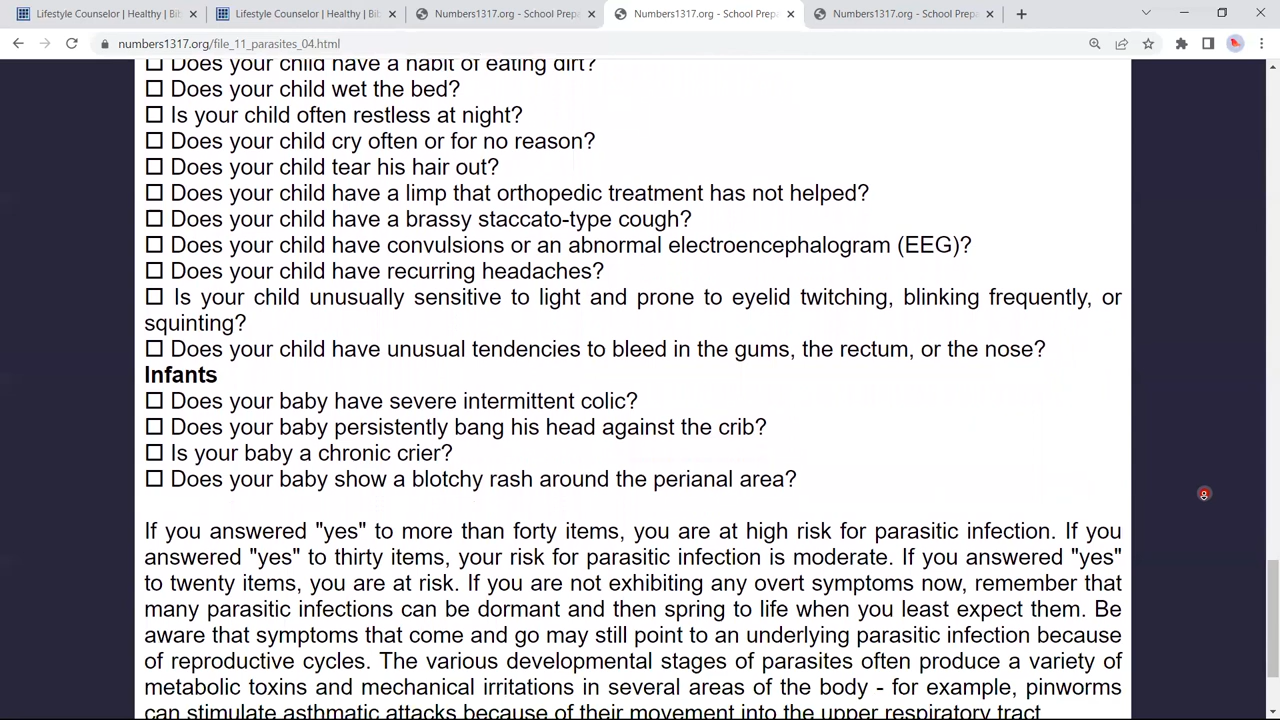 Lifestyle Counselor | Healthy | Bib
Lifestyle Counselor | Healthy | Bib
Numbers1317.org - School Prepa
Numbers1317.org - School Prepa
Numbers1317.org - School Prepa
numbers1317.org/file_11_parasites_04.html
☐ Does your child have a habit of eating dirt?
☐ Does your child wet the bed?
☐ Is your child often restless at night?
☐ Does your child cry often or for no reason?
☐ Does your child tear his hair out?
☐ Does your child have a limp that orthopedic treatment has not helped?
☐ Does your child have a brassy staccato-type cough?
☐ Does your child have convulsions or an abnormal electroencephalogram (EEG)?
☐ Does your child have recurring headaches?
☐ Is your child unusually sensitive to light and prone to eyelid twitching, blinking frequently, or
squinting?
☐ Does your child have unusual tendencies to bleed in the gums, the rectum, or the nose?
Infants
☐ Does your baby have severe intermittent colic?
☐ Does your baby persistently bang his head against the crib?
☐ Is your baby a chronic crier?
☐ Does your baby show a blotchy rash around the perianal area?
If you answered "yes" to more than forty items, you are at high risk for parasitic infection. If you
answered "yes" to thirty items, your risk for parasitic infection is moderate. If you answered "yes"
to twenty items, you are at risk. If you are not exhibiting any overt symptoms now, remember that
many parasitic infections can be dormant and then spring to life when you least expect them. Be
aware that symptoms that come and go may still point to an underlying parasitic infection because
of reproductive cycles. The various developmental stages of parasites often produce a variety of
metabolic toxins and mechanical irritations in several areas of the body - for example, pinworms
can stimulate asthmatic attacks because of their movement into the upper respiratory tract